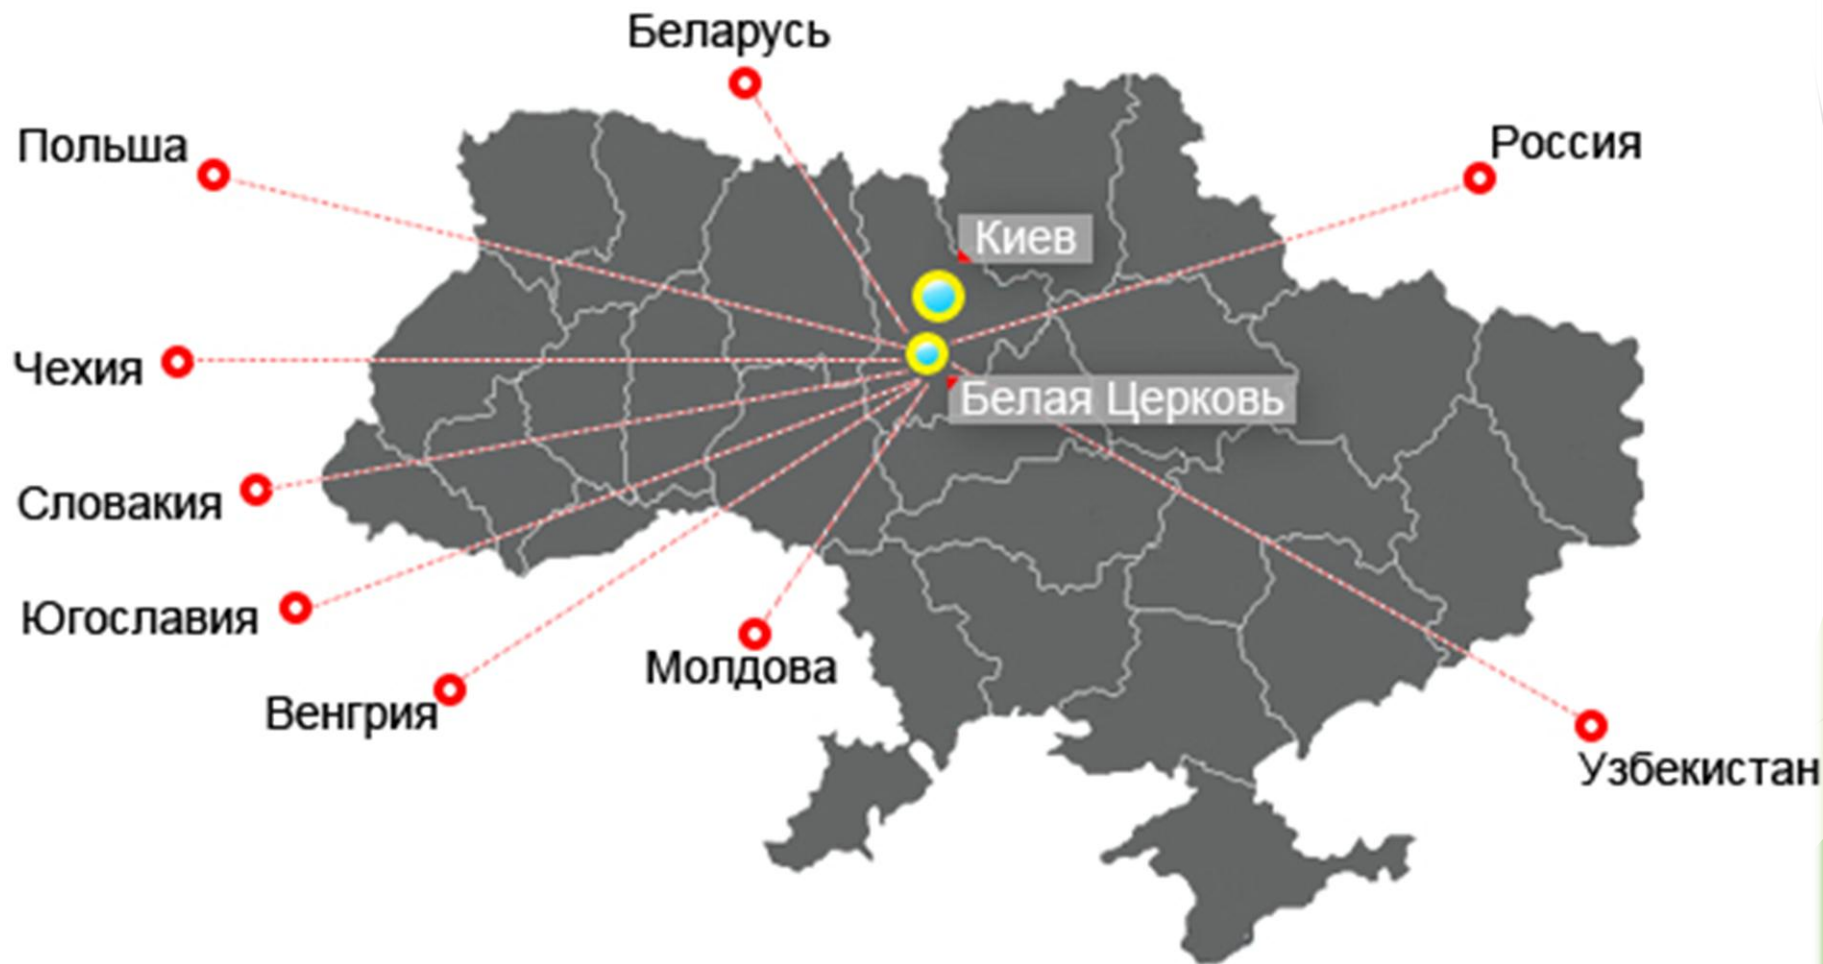 Беларусь
Польша
Россия
Киев
Чехия
Белая Церковь
Словакия
Югославия
Молдова
Венгрия
Узбекистан